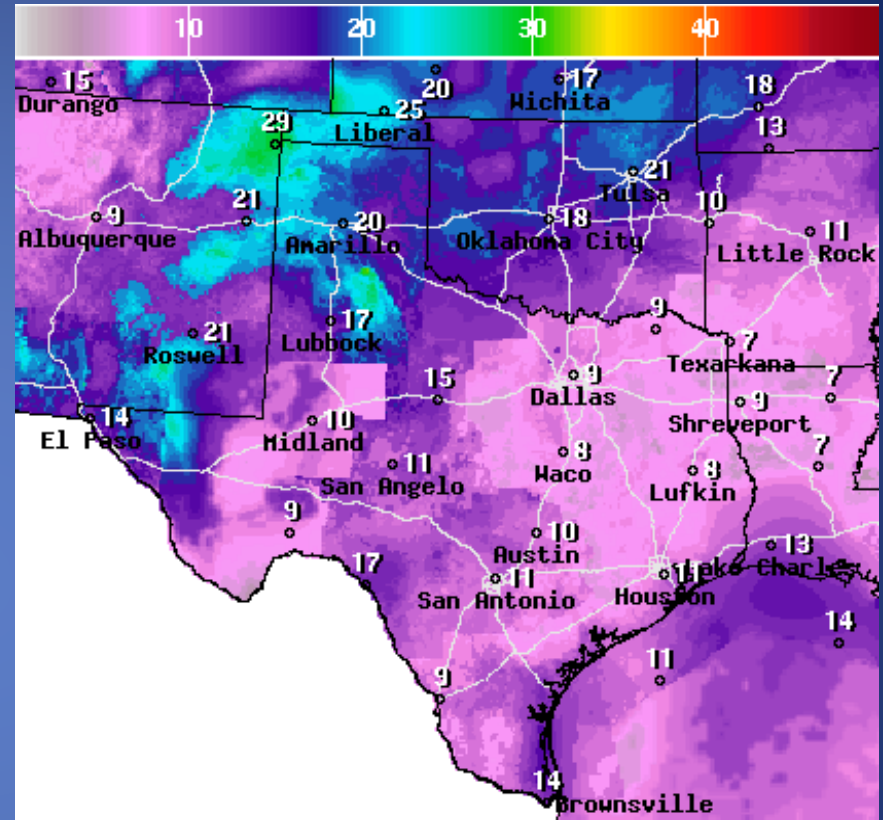 10 20 30 40
15
Durango
20
17
Wichita
25
Liberal
18
29
13
21
Tulsa
9
Albuquerque
21
20
Amarillo
18
Oklahoma City
10
11
Little Rock
21
Roswell
17
Lubbock
9
7
Texarkana
9
Dallas
15
9
Shreveport
7
14
El Paso
10
Midland
11
San Angelo
8
Waco
8
Lufkin
7
9
10
Austin
13
Lake Charle
17
11
San Antonio
11
Houston
14
9
11
14
Brownsville